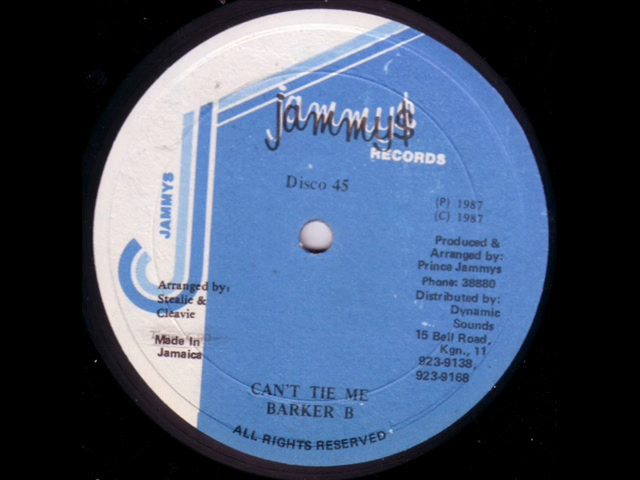 jammy$
RECORDS
JAMMYS
Disco 45
(P) 1987
(C) 1987
Produced &
Arranged by:
Prince Jammys
Phone: 38880
Distributed by:
Dynamic
Sounds
15 Bell Road,
Kgn., 11
923-9138,
923-9168
Arranged by:
Stealie &
Cleavie
Made In
Jamaica
CAN'T TIE ME
BARKER B
ALL RIGHTS RESERVED